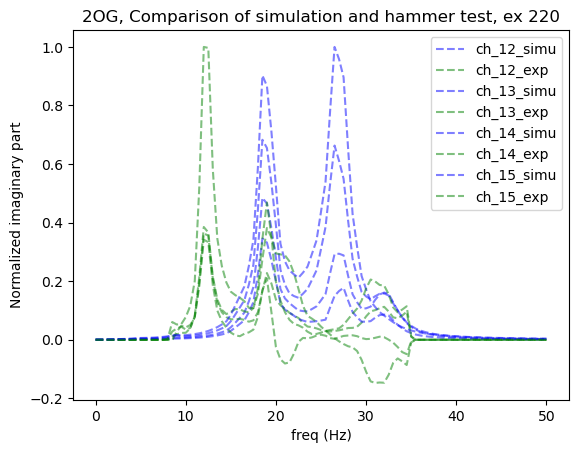 2OG, Comparison of simulation and hammer test, ex 220
Normalized imaginary part
1.0
0.8
0.6
0.4
0.2
0.0
−0.2
ch_12_simu
ch_12_exp
ch_13_simu
ch_13_exp
ch_14_simu
ch_14_exp
ch_15_simu
ch_15_exp
0 10 20 30 40 50
freq (Hz)